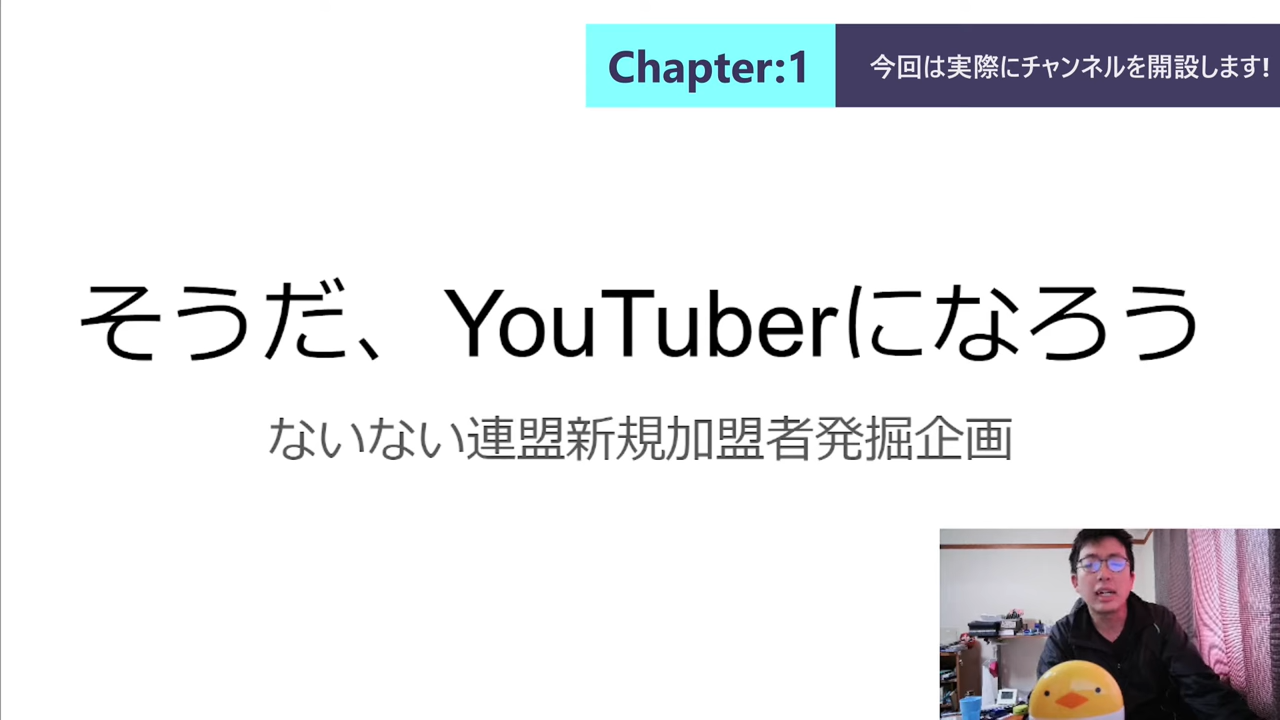 Chapter:1
今回は実際にチャンネルを開設します!
そうだ、YouTuberになろう
ないない連盟新規加盟者発掘企画